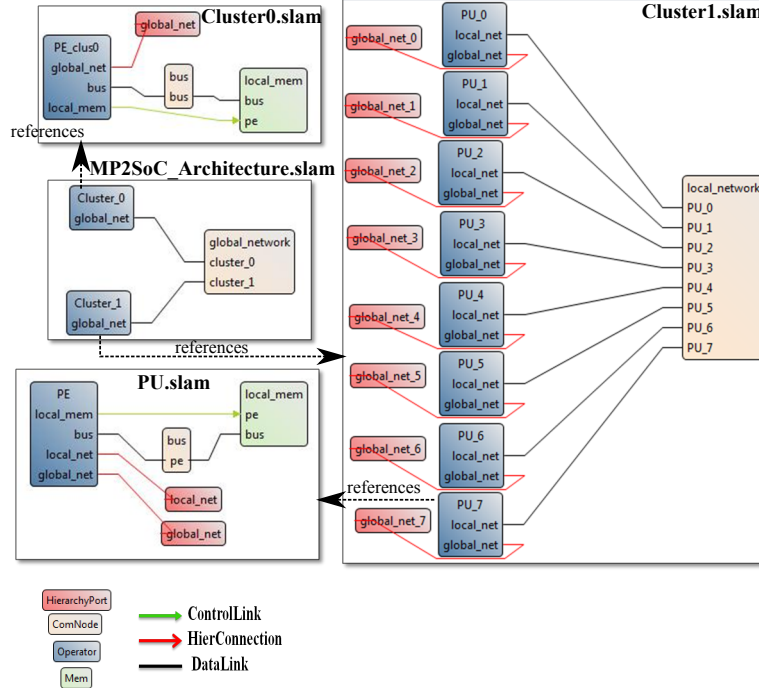 Cluster0.slam
global_net
PE_clus0
global_net
bus
local_mem
bus
bus
local_mem
bus
pe
references
MP2SoC_Architecture.slam
Cluster_0
global_net
global_network
cluster_0
cluster_1
Cluster_1
global_net
references
PU.slam
PE
local_mem
bus
local_net
global_net
bus
pe
local_mem
pe
bus
local_net
global_net
references
Cluster1.slam
global_net_0
PU_0
local_net
global_net
global_net_1
PU_1
local_net
global_net
global_net_2
PU_2
local_net
global_net
global_net_3
PU_3
local_net
global_net
global_net_4
PU_4
local_net
global_net
global_net_5
PU_5
local_net
global_net
global_net_6
PU_6
local_net
global_net
global_net_7
PU_7
local_net
global_net
local_network
PU_0
PU_1
PU_2
PU_3
PU_4
PU_5
PU_6
PU_7
HierarchyPort
ComNode
Operator
Mem
ControlLink
HierConnection
DataLink